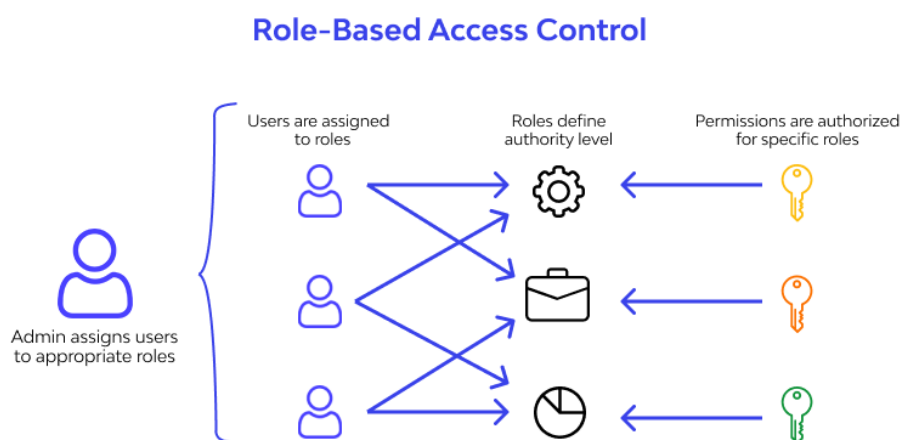 Role-Based Access Control
Users are assigned
to roles
Roles define
authority level
Permissions are authorized
for specific roles
Admin assigns users
to appropriate roles